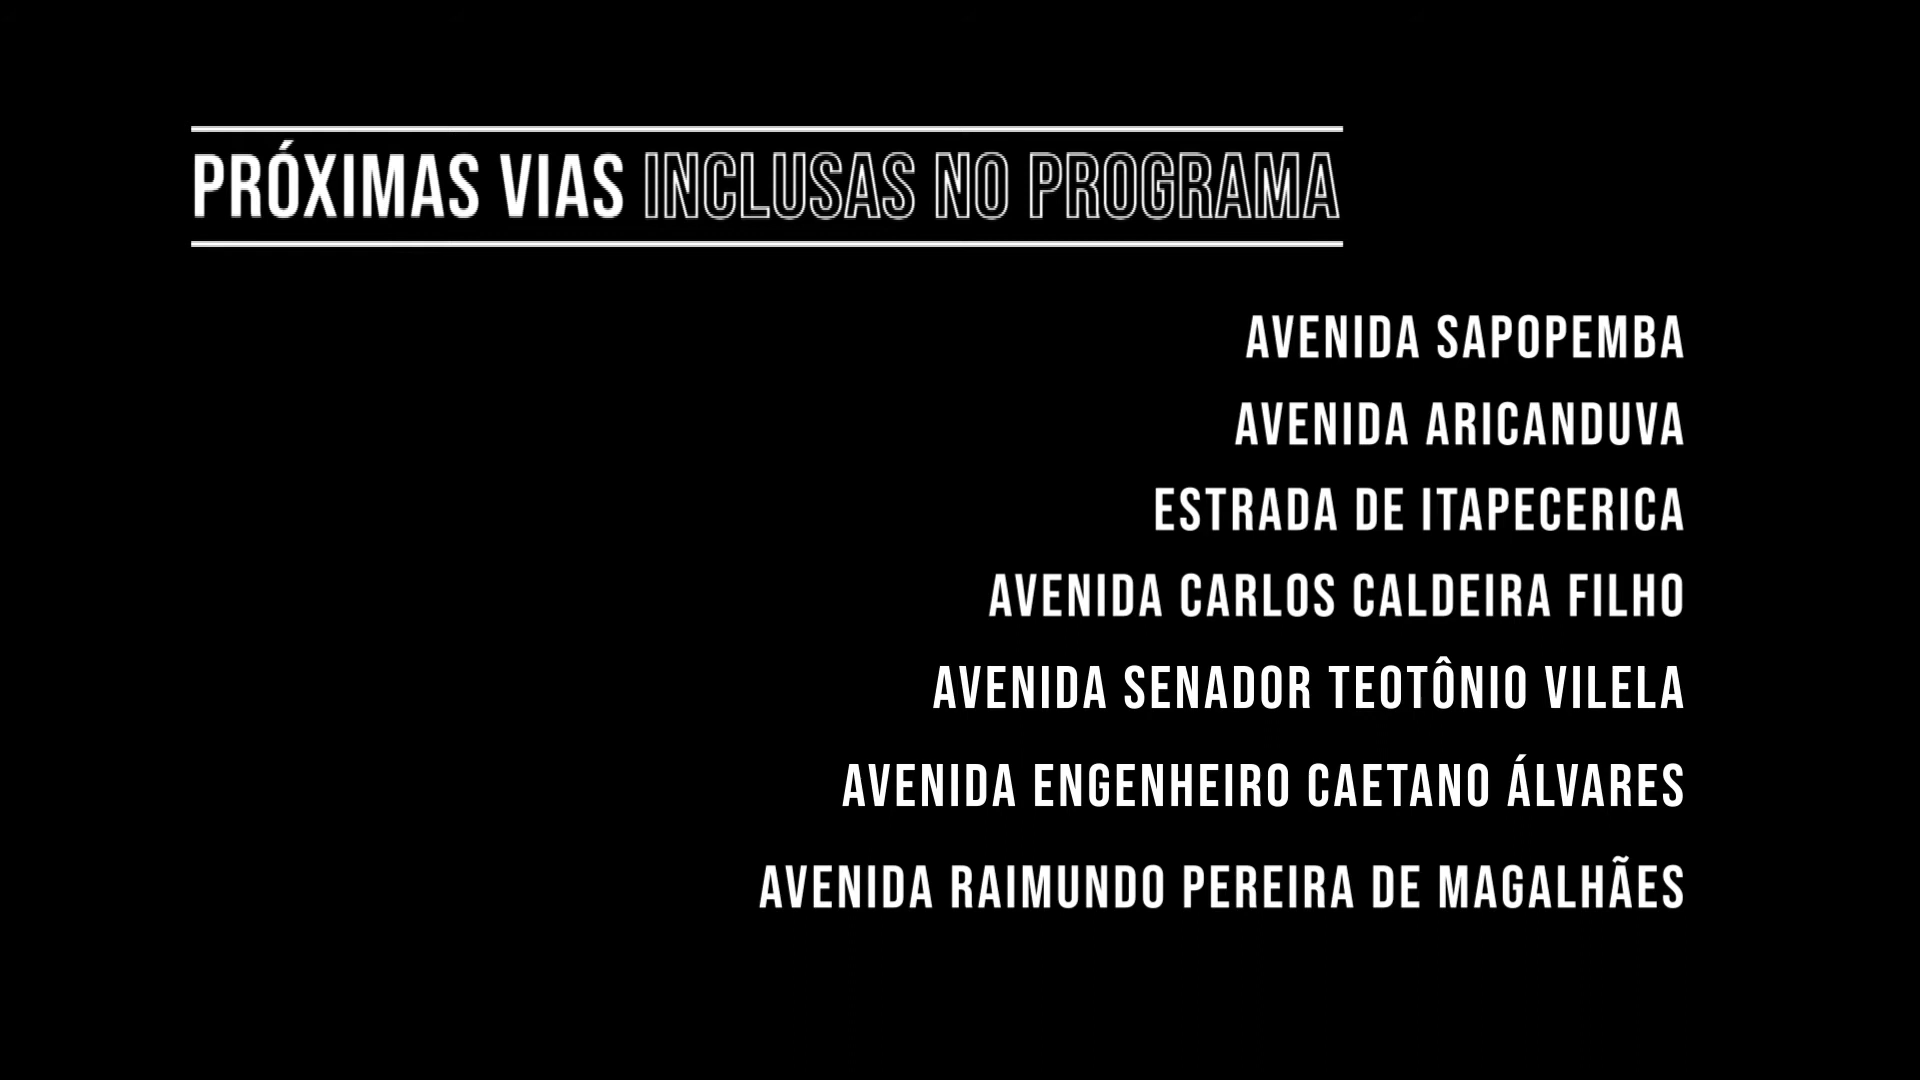 PRÓXIMAS VIAS INCLUSAS NO PROGRAMA
AVENIDA SAPOPEMBA
AVENIDA ARICANDUVA
ESTRADA DE ITAPECERICA
AVENIDA CARLOS CALDEIRA FILHO
AVENIDA SENADOR TEOTÔNIO VILELA
AVENIDA ENGENHEIRO CAETANO ÁLVARES
AVENIDA RAIMUNDO PEREIRA DE MAGALHÃES